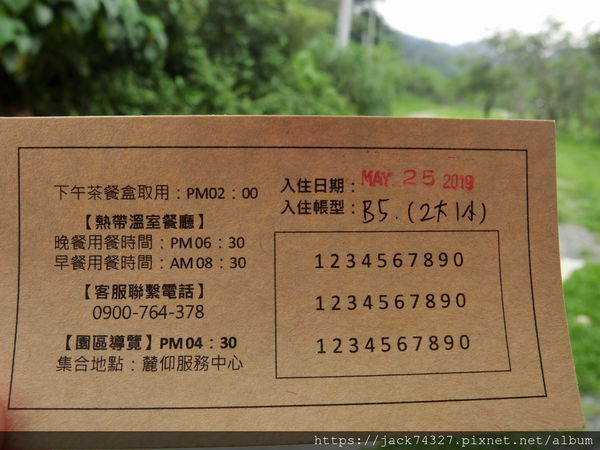 下午茶餐盒取用：PM02：00
【熱帶溫室餐廳】
晚餐用餐時間：PM06：30
早餐用餐時間：AM08：30
【客服聯繫電話】
0900-764-378
【園區導覽】PM04：30
集合地點：麓仰服務中心
入住日期：MAY 25 2019
入住帳型：B5.(2大1小)
1234567890
1234567890
1234567890
https://jack74327.pixnet.net/album